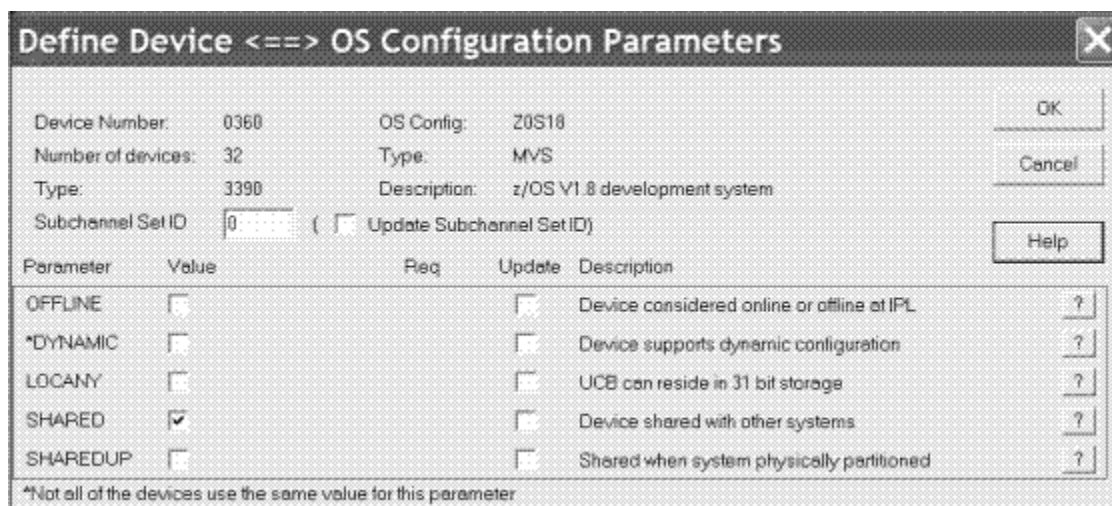 Define Device <==> OS Configuration Parameters
Device Number: 0360 OS Config: Z0S18 OK
Number of devices: 32 Type: MVS Cancel
Type: 3390 Description: z/OS V1.8 development system
Subchannel Set ID 0 ( Update Subchannel Set ID) Help
Parameter Value Req Update Description
OFFLINE Device considered online or offline at IPL ?
*DYNAMIC Device supports dynamic configuration ?
LOCANY UCB can reside in 31 bit storage ?
SHARED Device shared with other systems ?
SHAREDUP Shared when system physically partitioned ?
*Not all of the devices use the same value for this parameter